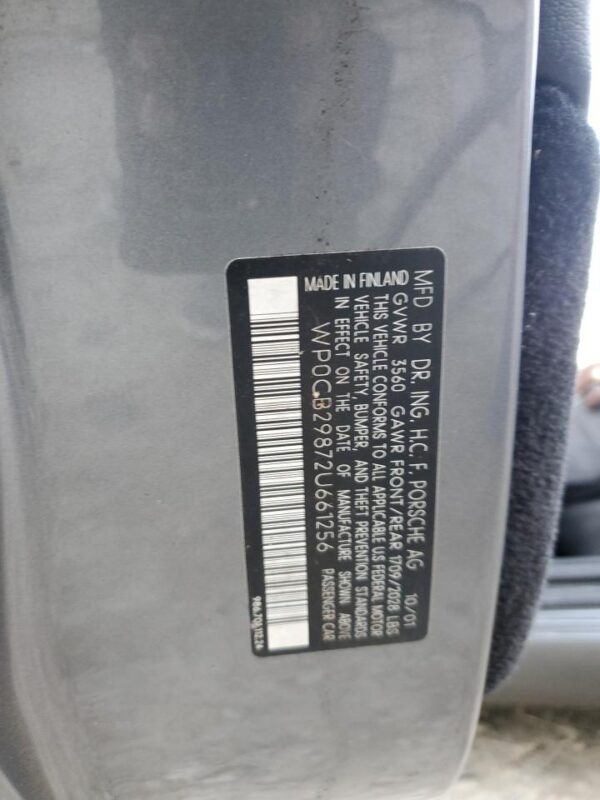 MFD BY DR. ING. H.C. F. PORSCHE AG 10/01
GVWR 3560 GAWR FRONT/REAR 1709/2028 LBS
THIS VEHICLE CONFORMS TO ALL APPLICABLE US FEDERAL MOTOR
VEHICLE SAFETY, BUMPER, AND THEFT PREVENTION STANDARDS
IN EFFECT ON THE DATE OF MANUFACTURE SHOWN ABOVE
MADE IN FINLAND
WP0CB29872U661256 PASSENGER CAR